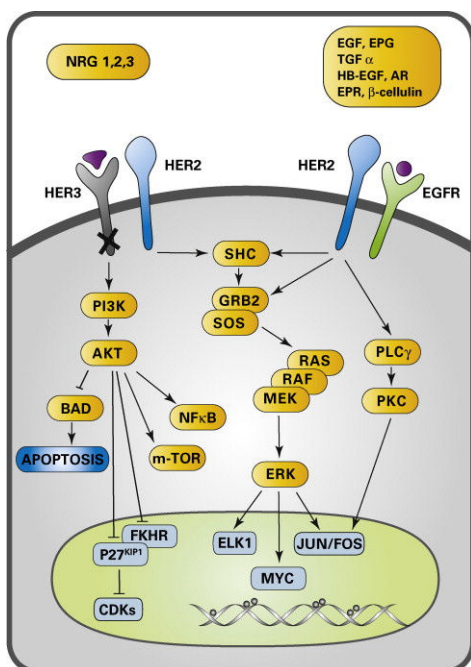 NRG 1,2,3
EGF, EPG
TGF α
HB-EGF, AR
EPR, β-cellulin
HER3
HER2
HER2
EGFR
SHC
GRB2
SOS
PI3K
AKT
BAD
APOPTOSIS
NFκB
m-TOR
RAS
RAF
MEK
ERK
PLCγ
PKC
FKHR
P27KIP1
CDKs
ELK1
MYC
JUN/FOS